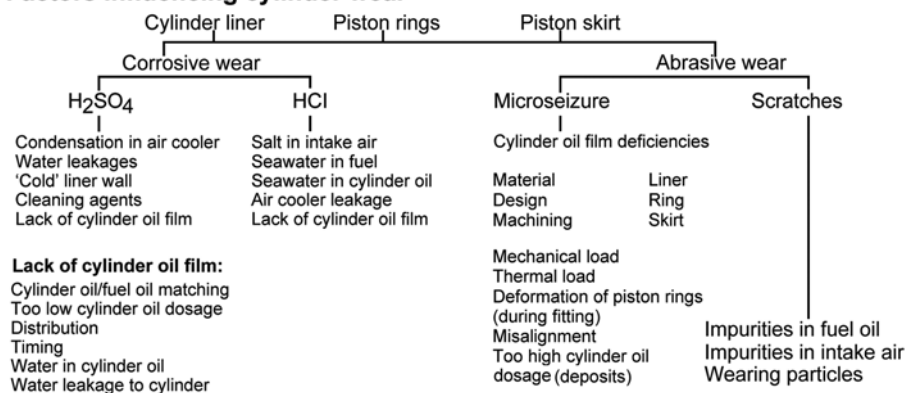 Cylinder liner Piston rings Piston skirt
Corrosive wear Abrasive wear
H2SO4 HCl Microseizure Scratches
Condensation in air cooler
Water leakages
‘Cold’ liner wall
Cleaning agents
Lack of cylinder oil film
Salt in intake air
Seawater in fuel
Seawater in cylinder oil
Air cooler leakage
Lack of cylinder oil film
Lack of cylinder oil film:
Cylinder oil/fuel oil matching
Too low cylinder oil dosage
Distribution
Timing
Water in cylinder oil
Water leakage to cylinder
Cylinder oil film deficiencies
Material Liner
Design Ring
Machining Skirt
Mechanical load
Thermal load
Deformation of piston rings
(during fitting)
Misalignment
Too high cylinder oil
dosage (deposits)
Impurities in fuel oil
Impurities in intake air
Wearing particles